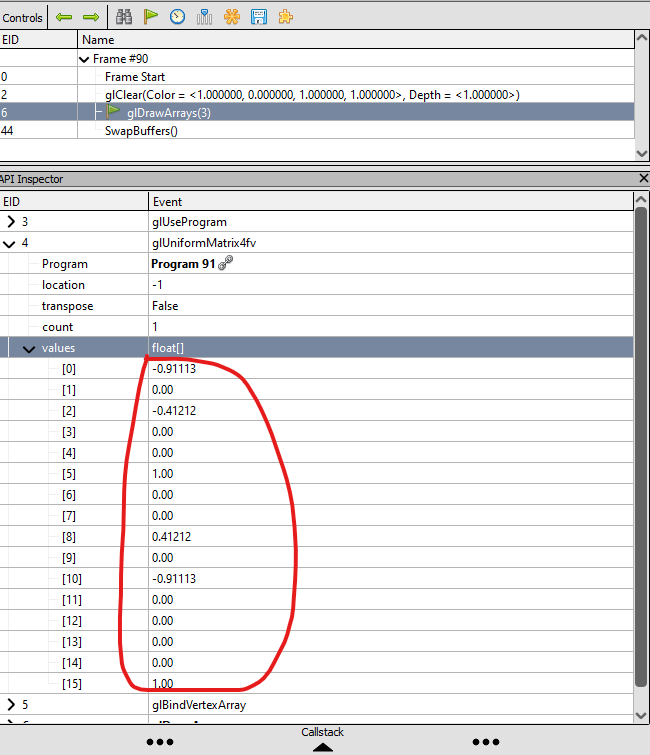 Controls
EID Name
Frame #90
0 Frame Start
2 glClear(Color = <1.000000, 0.000000, 1.000000, 1.000000>, Depth = <1.000000>)
6 glDrawArrays(3)
44 SwapBuffers()
API Inspector
EID Event
3 glUseProgram
4 glUniformMatrix4fv
Program Program 91
location -1
transpose False
count 1
values float[]
[0] -0.91113
[1] 0.00
[2] -0.41212
[3] 0.00
[4] 0.00
[5] 1.00
[6] 0.00
[7] 0.00
[8] 0.41212
[9] 0.00
[10] -0.91113
[11] 0.00
[12] 0.00
[13] 0.00
[14] 0.00
[15] 1.00
5 glBindVertexArray
Callstack